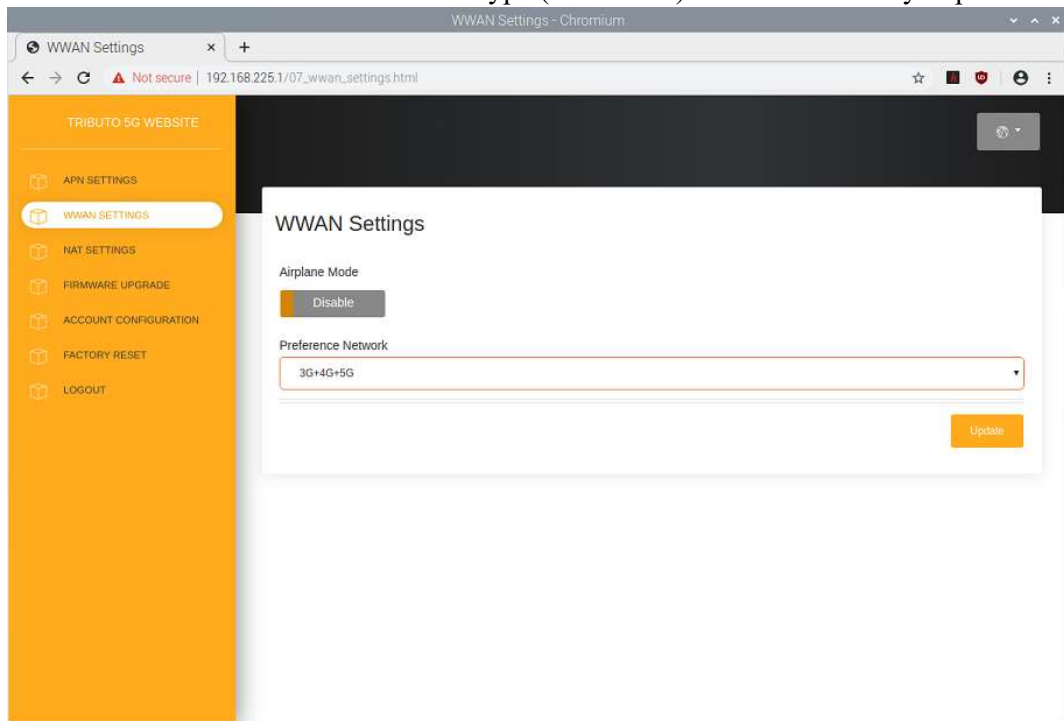 WWAN Settings - Chromium
WWAN Settings
Not secure | 192.168.225.1/07_wwan_settings.html
TRIBUTO 5G WEBSITE
APN SETTINGS
WWAN SETTINGS
NAT SETTINGS
FIRMWARE UPGRADE
ACCOUNT CONFIGURATION
FACTORY RESET
LOGOUT
WWAN Settings
Airplane Mode
Disable
Preference Network
3G+4G+5G
Update